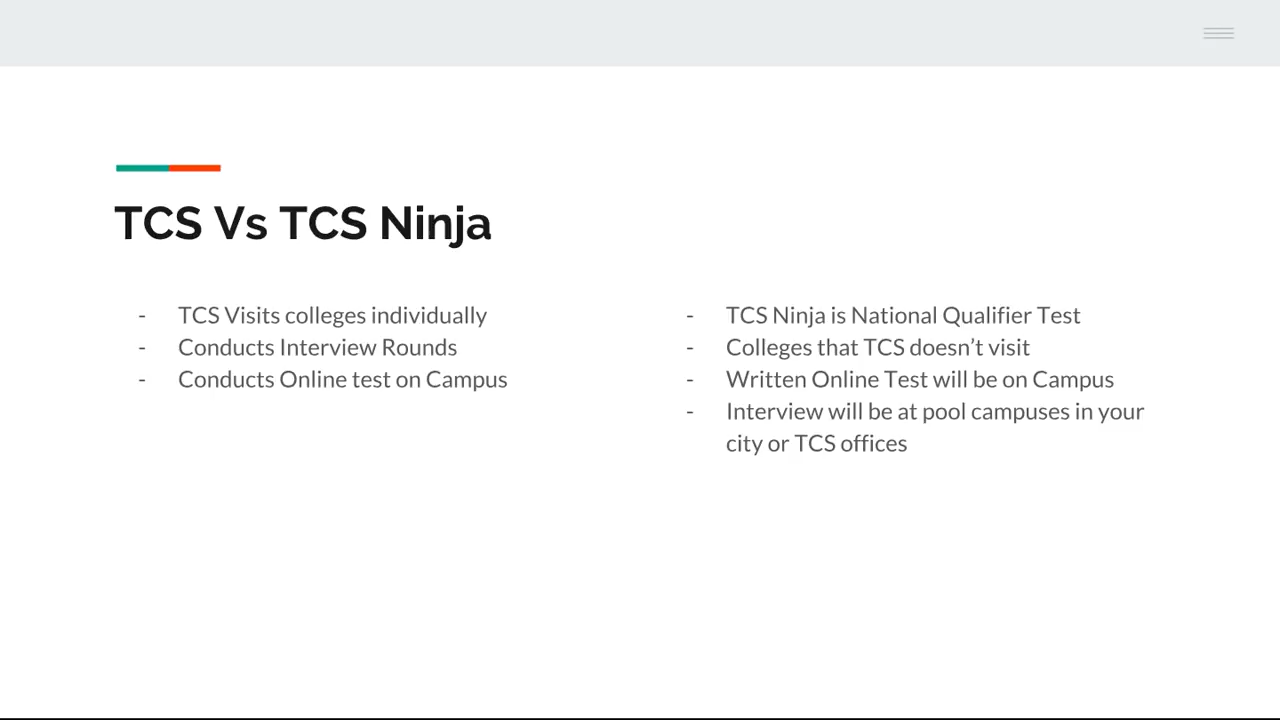 TCS Vs TCS Ninja
- TCS Visits colleges individually
- Conducts Interview Rounds
- Conducts Online test on Campus
- TCS Ninja is National Qualifier Test
- Colleges that TCS doesn’t visit
- Written Online Test will be on Campus
- Interview will be at pool campuses in your
city or TCS offices